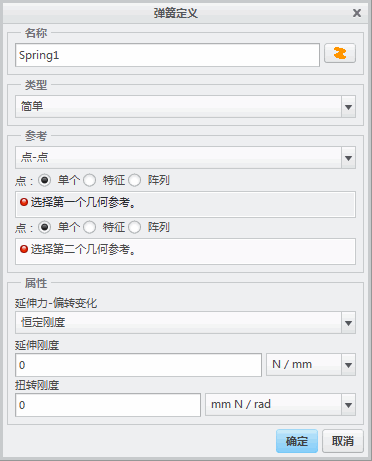 弹簧定义
名称
Spring1
类型
简单
参考
点-点
点 : 单个 特征 阵列
选择第一个几何参考。
点 : 单个 特征 阵列
选择第二个几何参考。
属性
延伸力-偏转变化
恒定刚度
延伸刚度
0 N / mm
扭转刚度
0 mm N / rad
确定 取消